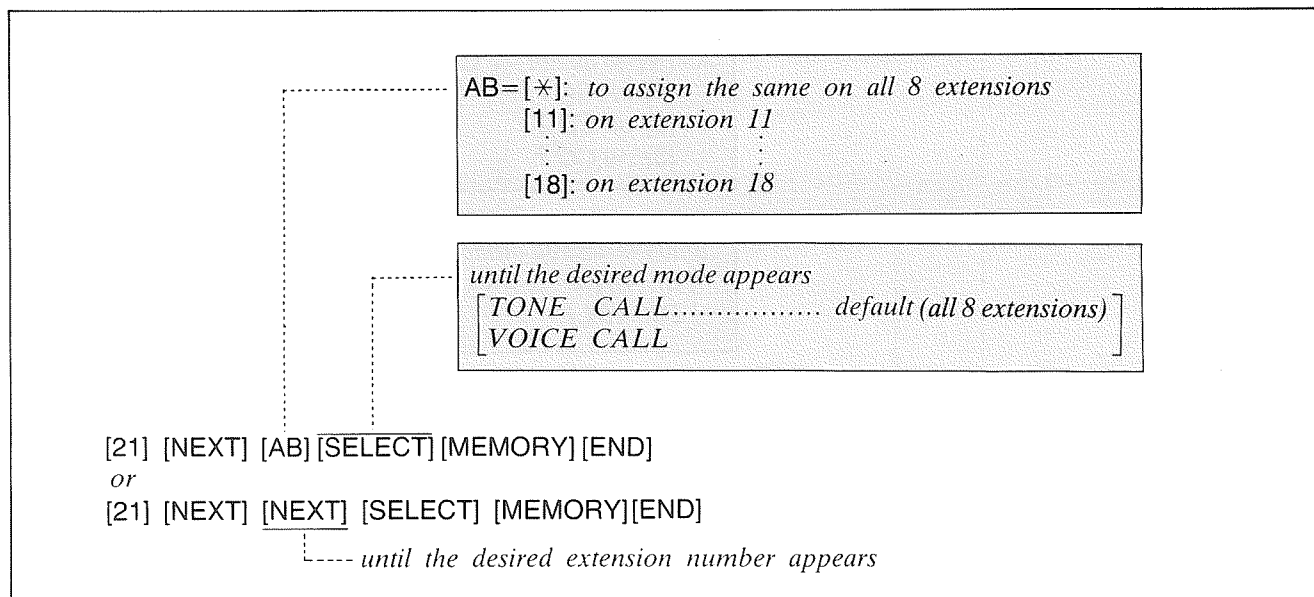 AB=[*]: to assign the same on all 8 extensions
[11]: on extension 11
: :
[18]: on extension 18
until the desired mode appears
[TONE CALL................. default (all 8 extensions)]
[VOICE CALL]
[21] [NEXT] [AB] [SELECT] [MEMORY] [END]
or
[21] [NEXT] [NEXT] [SELECT] [MEMORY] [END]
until the desired extension number appears